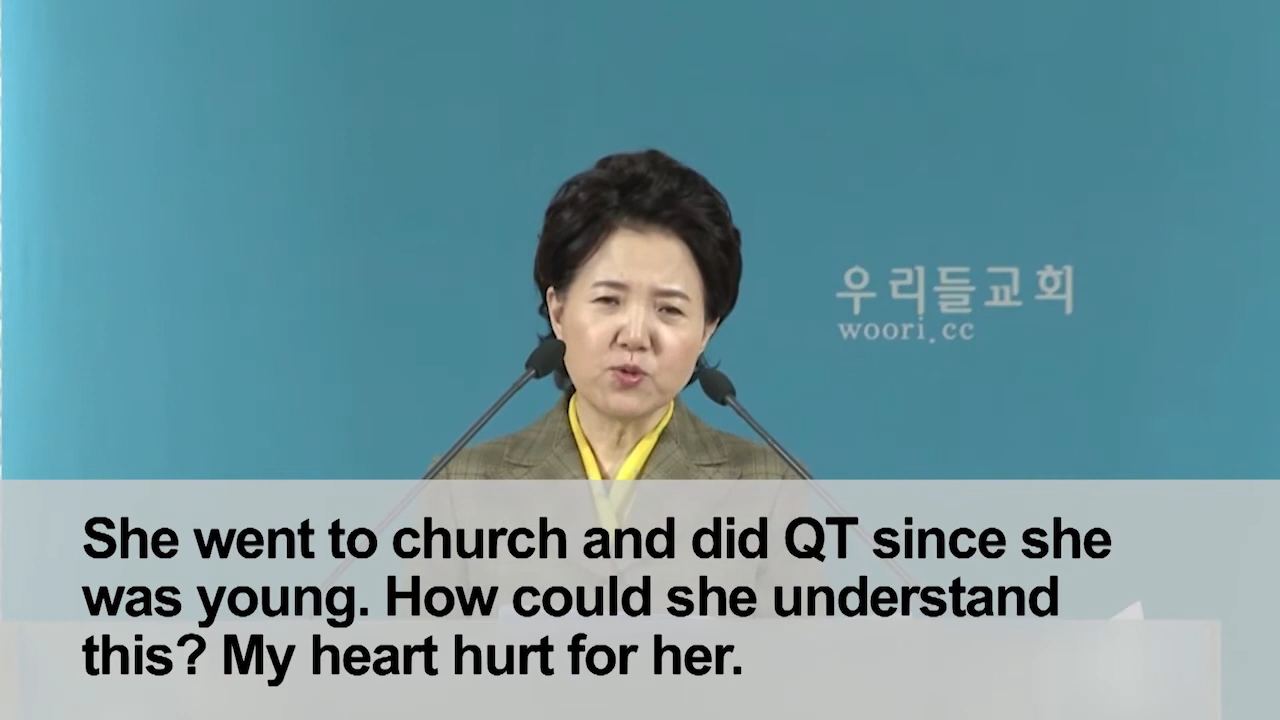 우리들교회
woori.cc
She went to church and did QT since she
was young. How could she understand
this? My heart hurt for her.